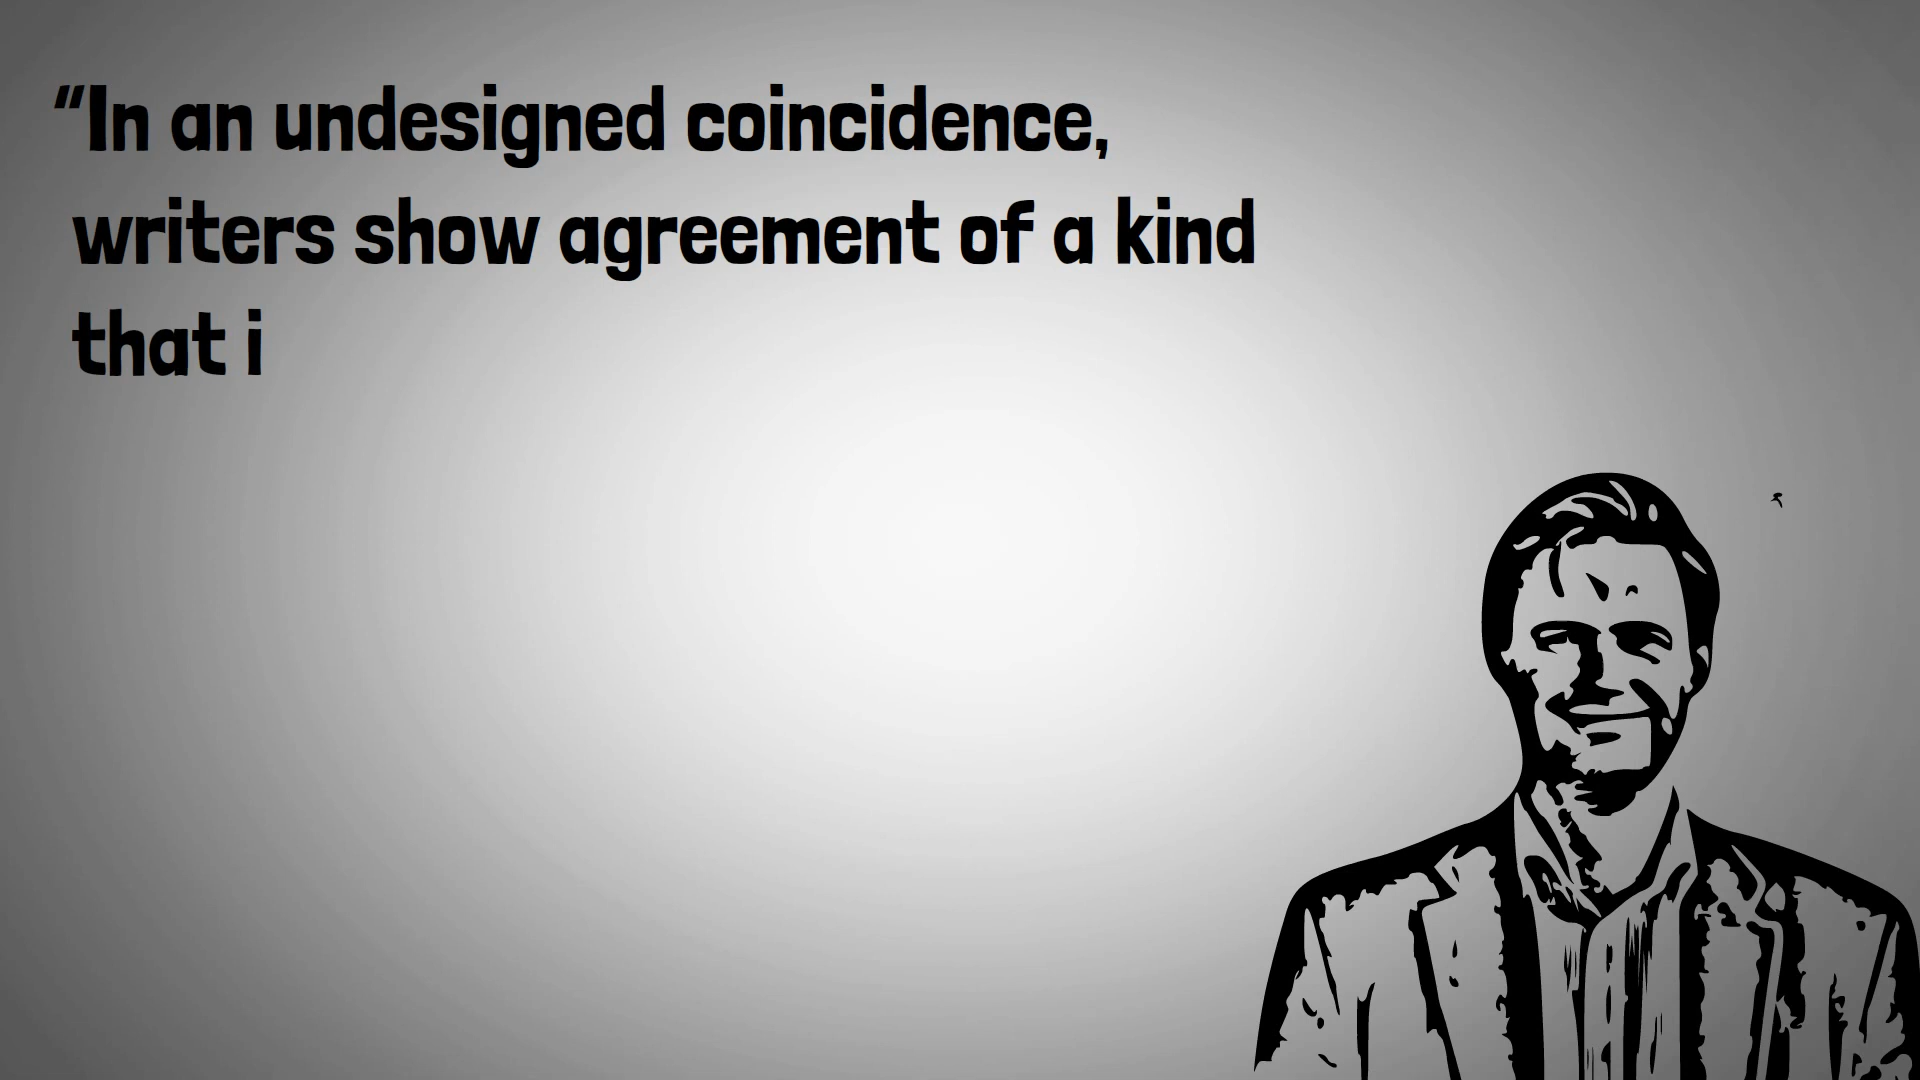 “In an undesigned coincidence,
writers show agreement of a kind
that i